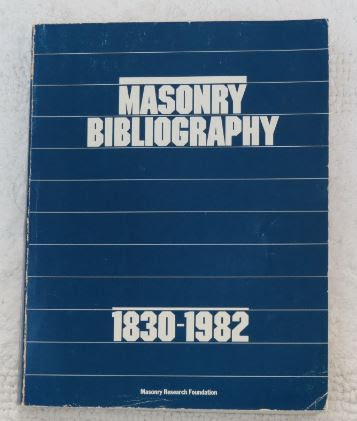 MASONRY
BIBLIOGRAPHY
1830-1982
Masonry Research Foundation